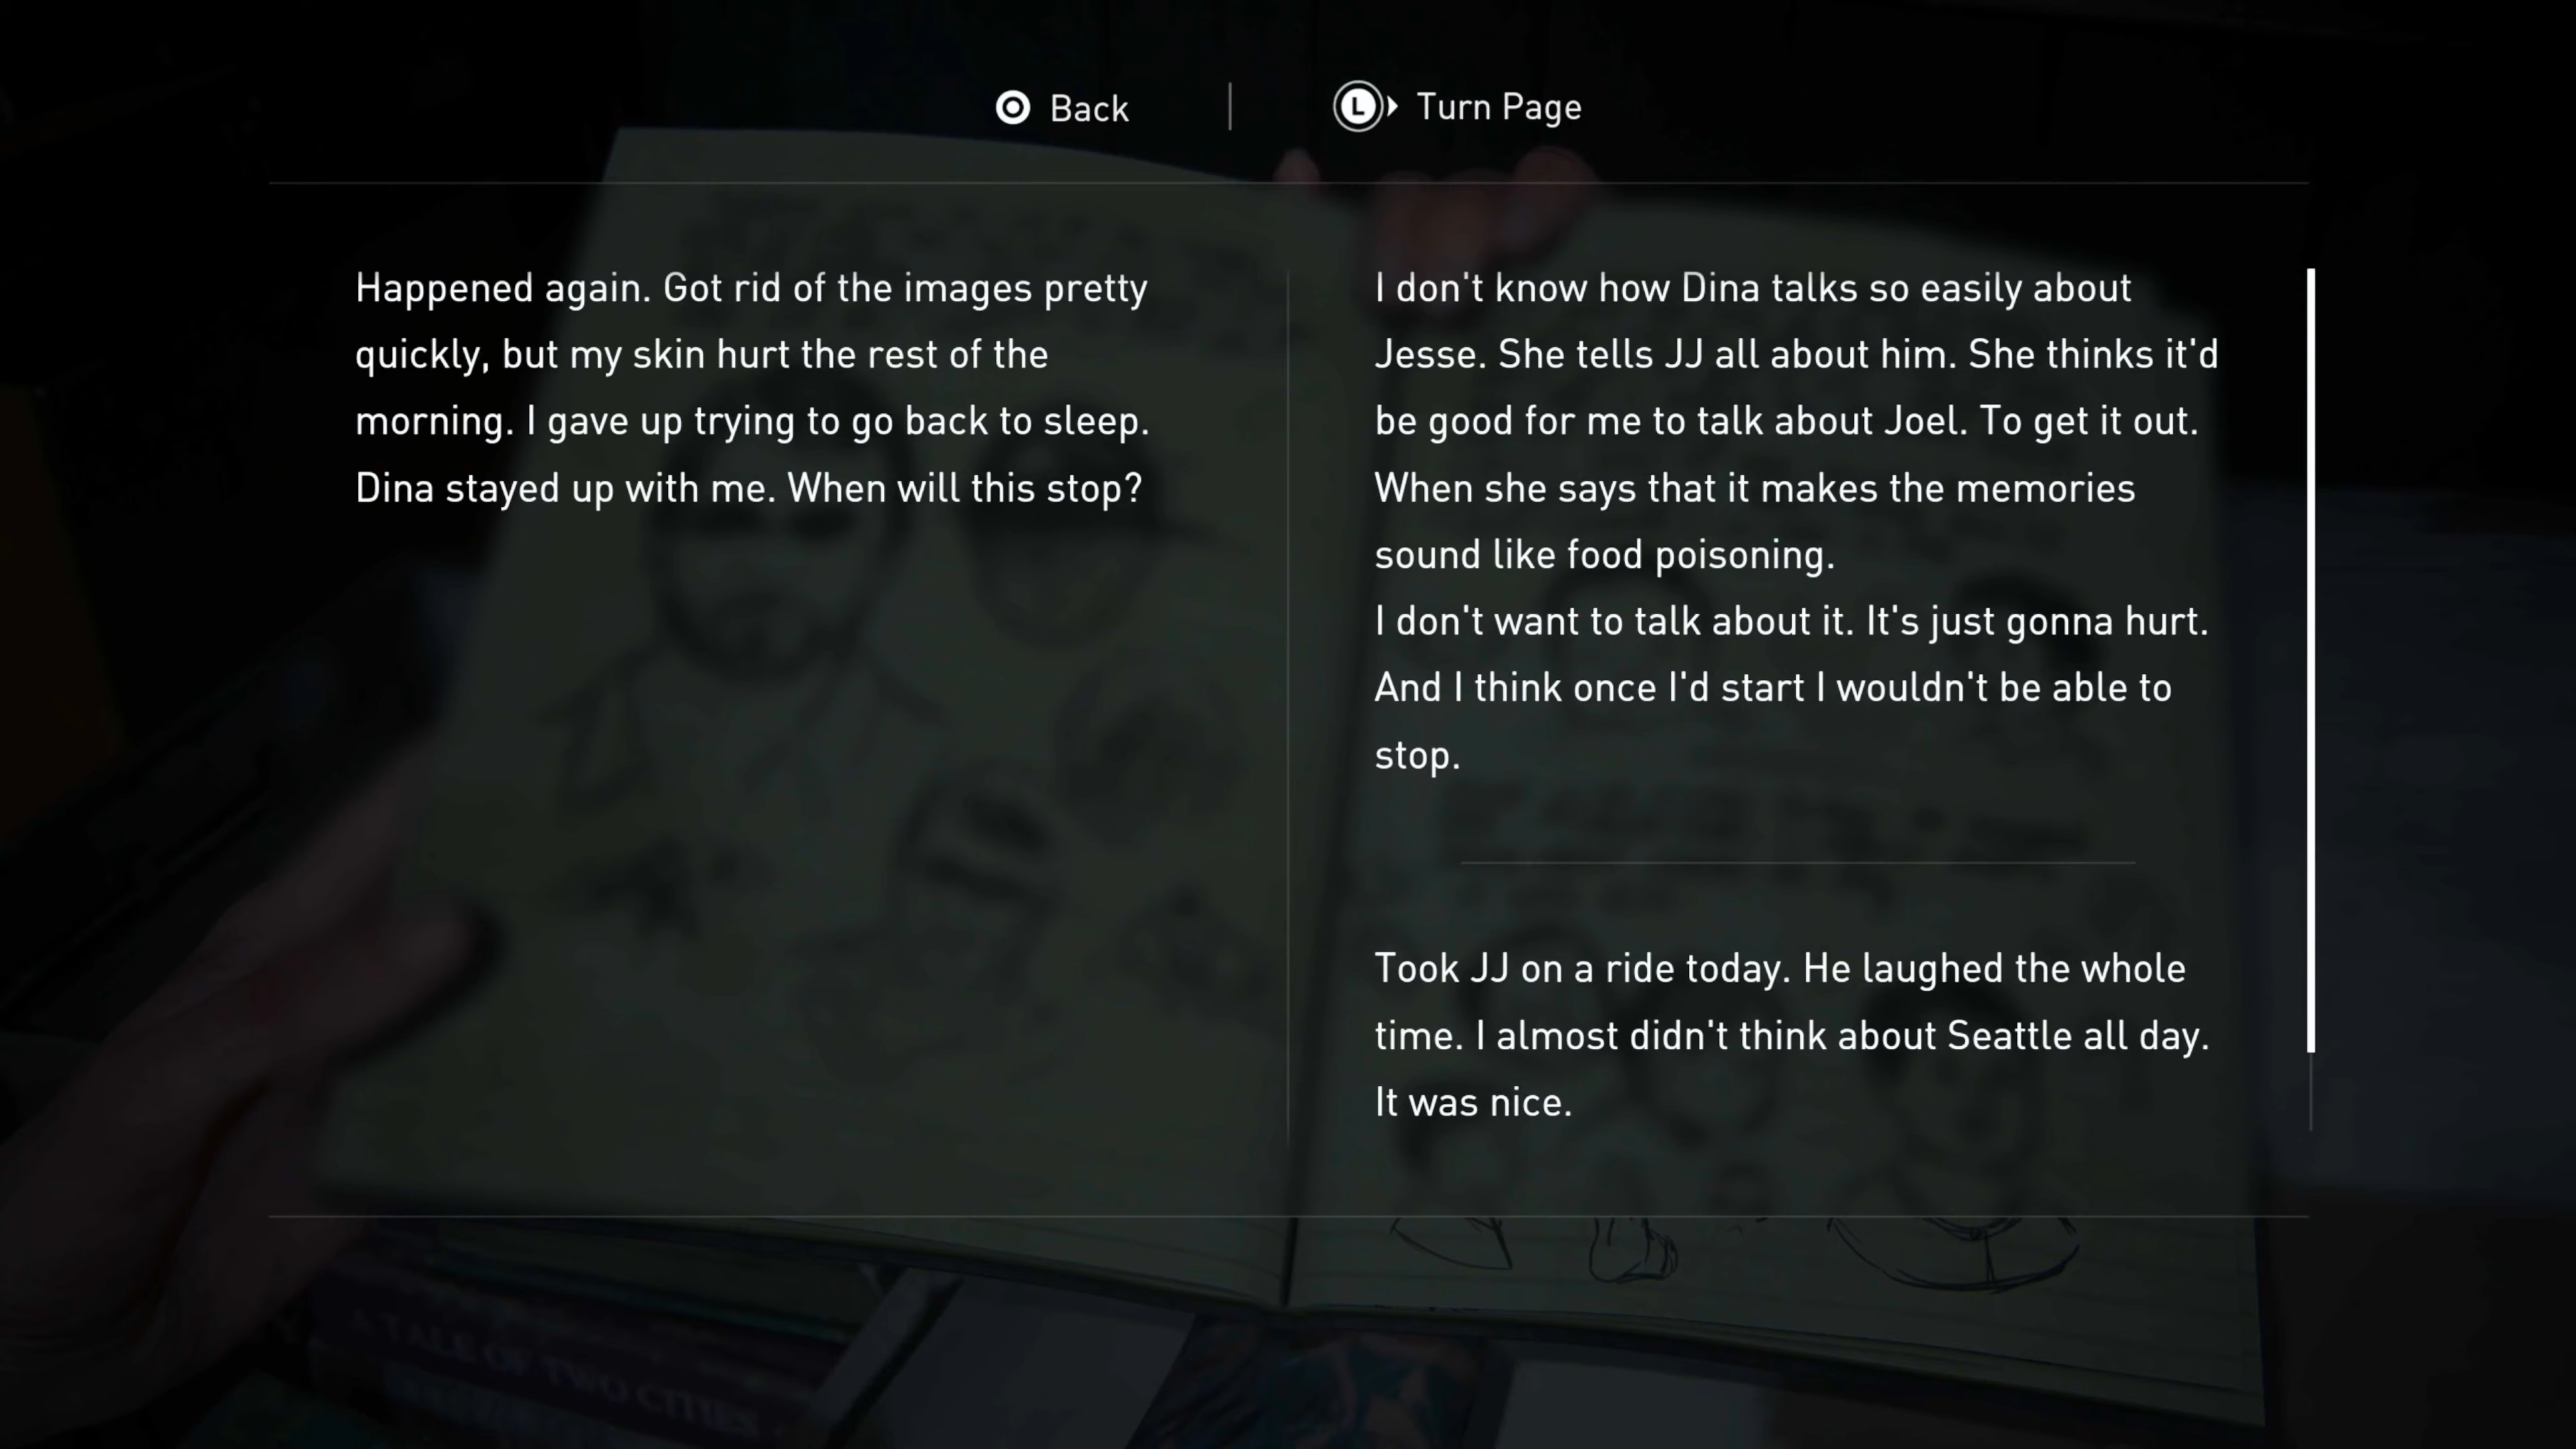 Back
L Turn Page
Happened again. Got rid of the images pretty
quickly, but my skin hurt the rest of the
morning. I gave up trying to go back to sleep.
Dina stayed up with me. When will this stop?
I don't know how Dina talks so easily about
Jesse. She tells JJ all about him. She thinks it'd
be good for me to talk about Joel. To get it out.
When she says that it makes the memories
sound like food poisoning.
I don't want to talk about it. It's just gonna hurt.
And I think once I'd start I wouldn't be able to
stop.
Took JJ on a ride today. He laughed the whole
time. I almost didn't think about Seattle all day.
It was nice.
A TALE OF TWO CITIES